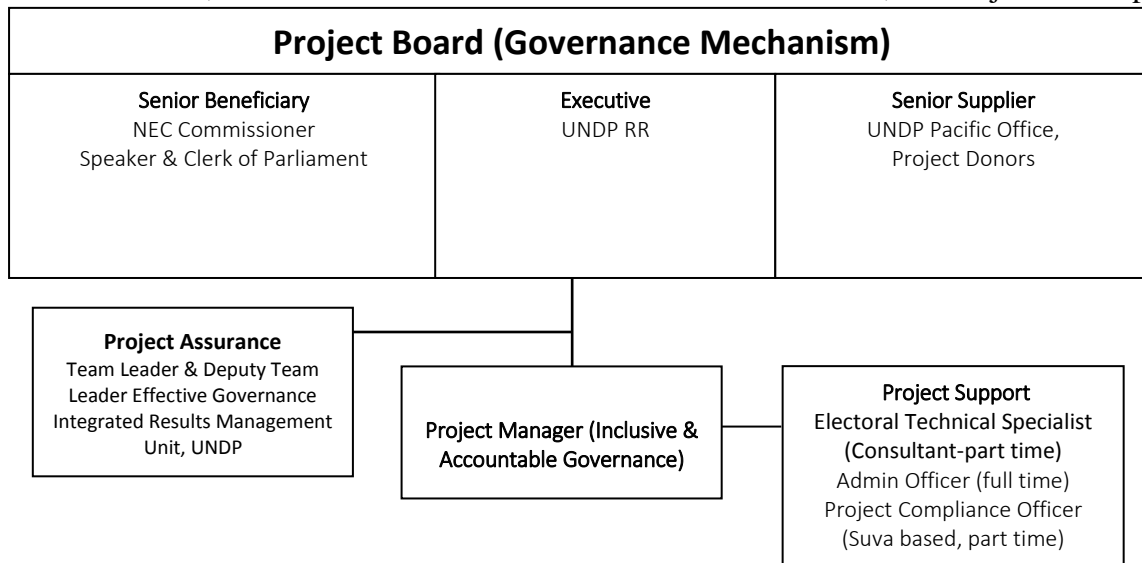 Project Board (Governance Mechanism)
Senior Beneficiary
NEC Commissioner
Speaker & Clerk of Parliament
Executive
UNDP RR
Senior Supplier
UNDP Pacific Office,
Project Donors
Project Assurance
Team Leader & Deputy Team
Leader Effective Governance
Integrated Results Management
Unit, UNDP
Project Manager (Inclusive &
Accountable Governance)
Project Support
Electoral Technical Specialist
(Consultant-part time)
Admin Officer (full time)
Project Compliance Officer
(Suva based, part time)